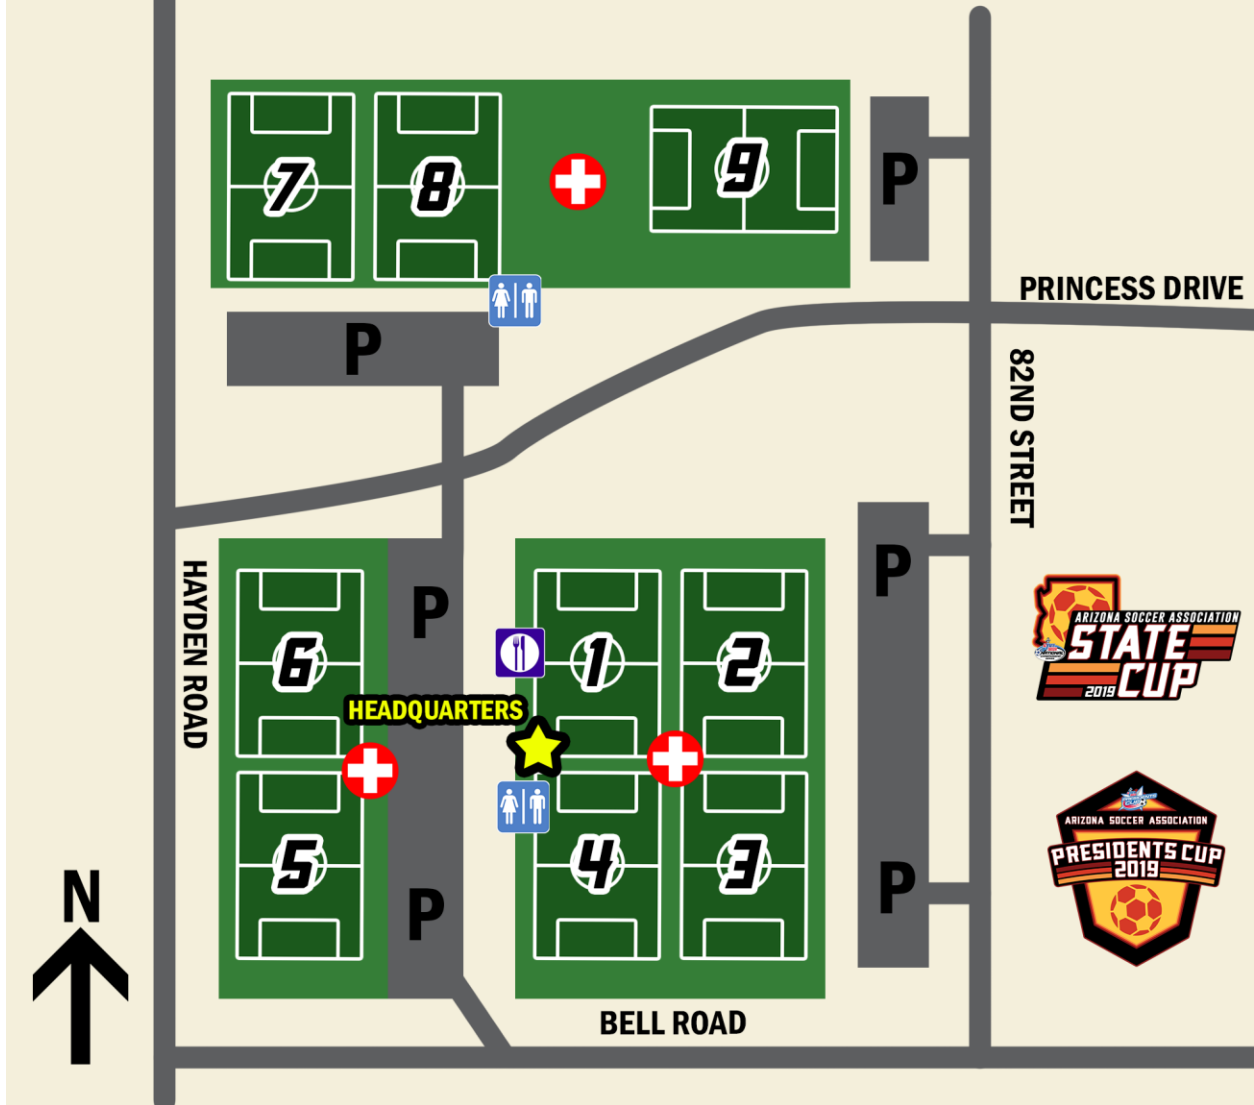 7
8
9
P
P
PRINCESS DRIVE
82ND STREET
HAYDEN ROAD
6
P
1
2
P
HEADQUARTERS
5
P
4
3
P
N
BELL ROAD
ARIZONA SOCCER ASSOCIATION
STATE
2019 CUP
ARIZONA SOCCER ASSOCIATION
PRESIDENTS CUP
2019